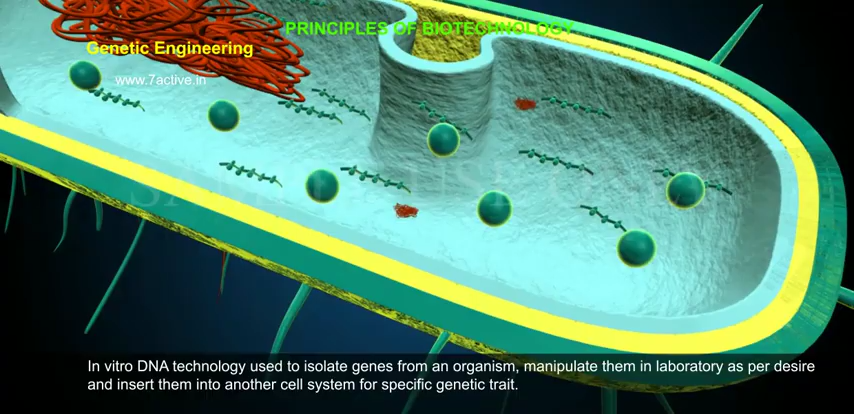 PRINCIPLES OF BIOTECHNOLOGY
Genetic Engineering
www.7active.in
In vitro DNA technology used to isolate genes from an organism, manipulate them in laboratory as per desire
and insert them into another cell system for specific genetic trait.